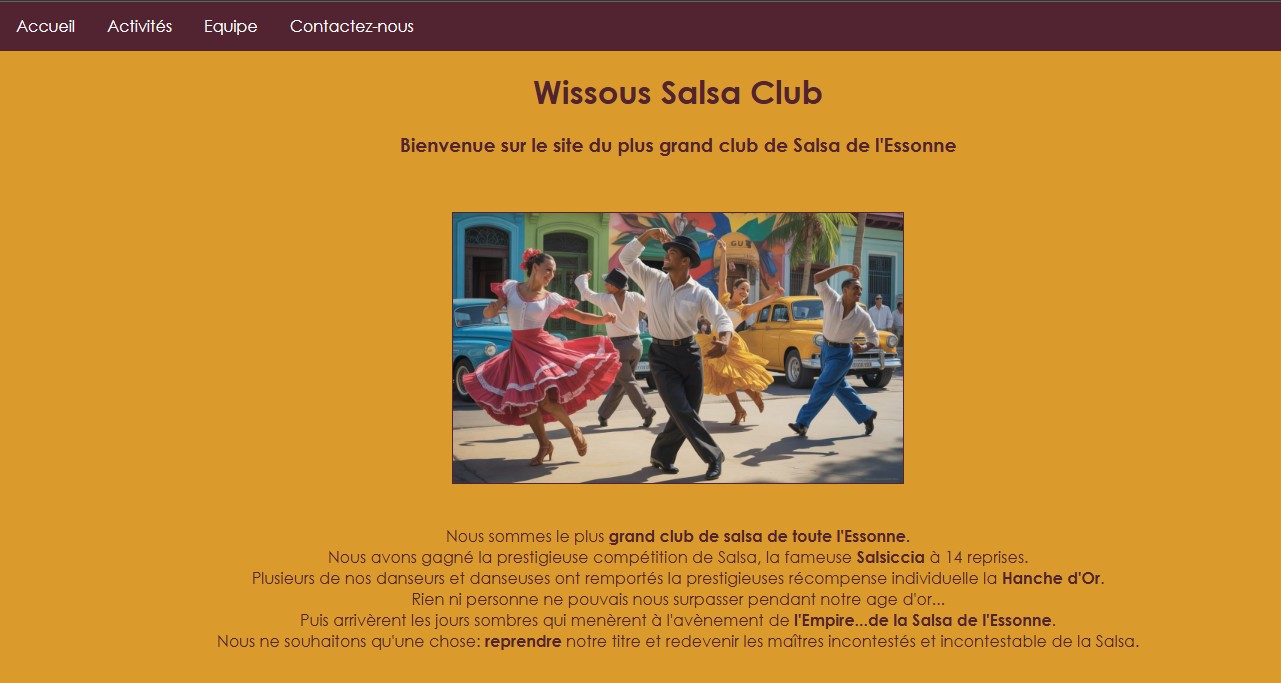 Accueil Activités Equipe Contactez-nous
Wissous Salsa Club
Bienvenue sur le site du plus grand club de Salsa de l'Essonne
GU
Nous sommes le plus grand club de salsa de toute l'Essonne.
Nous avons gagné la prestigieuse compétition de Salsa, la fameuse Salsiccia à 14 reprises.
Plusieurs de nos danseurs et danseuses ont remportés la prestigieuses récompense individuelle la Hanche d'Or.
Rien ni personne ne pouvais nous surpasser pendant notre age d'or...
Puis arrivèrent les jours sombres qui menèrent à l'avènement de l'Empire...de la Salsa de l'Essonne.
Nous ne souhaitons qu'une chose: reprendre notre titre et redevenir les maîtres incontestés et incontestable de la Salsa.